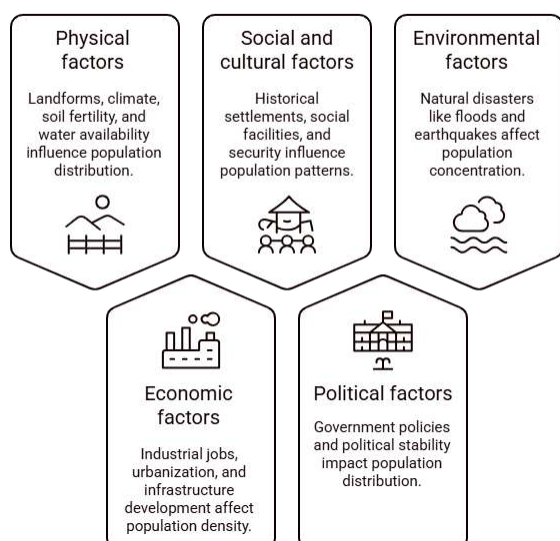 Physical
factors
Landforms, climate,
soil fertility, and
water availability
influence population
distribution.
Social and
cultural factors
Historical
settlements, social
facilities, and
security influence
population patterns.
Environmental
factors
Natural disasters
like floods and
earthquakes affect
population
concentration.
Economic
factors
Industrial jobs,
urbanization, and
infrastructure
development affect
population density.
Political factors
Government policies
and political stability
impact population
distribution.